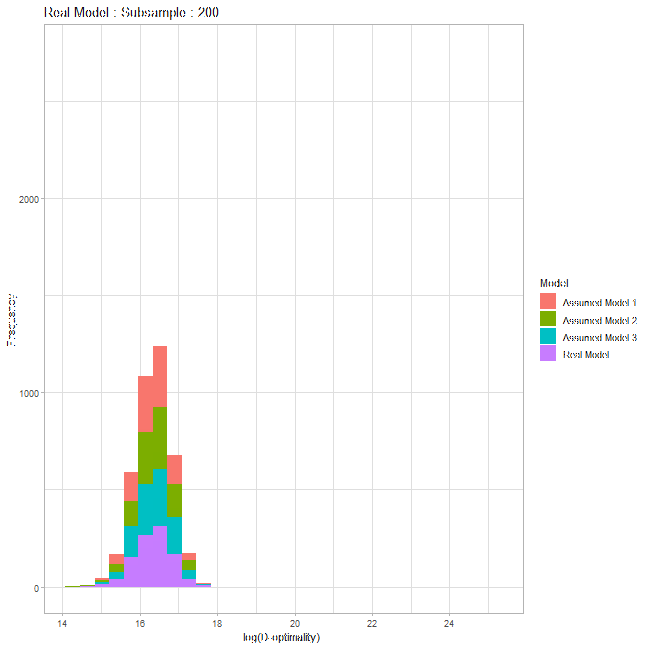 Real Model : Subsample : 200
Frequency
2000
1000
0
14
16
18
20
22
24
log(D-optimality)
Model
Assumed Model 1
Assumed Model 2
Assumed Model 3
Real Model